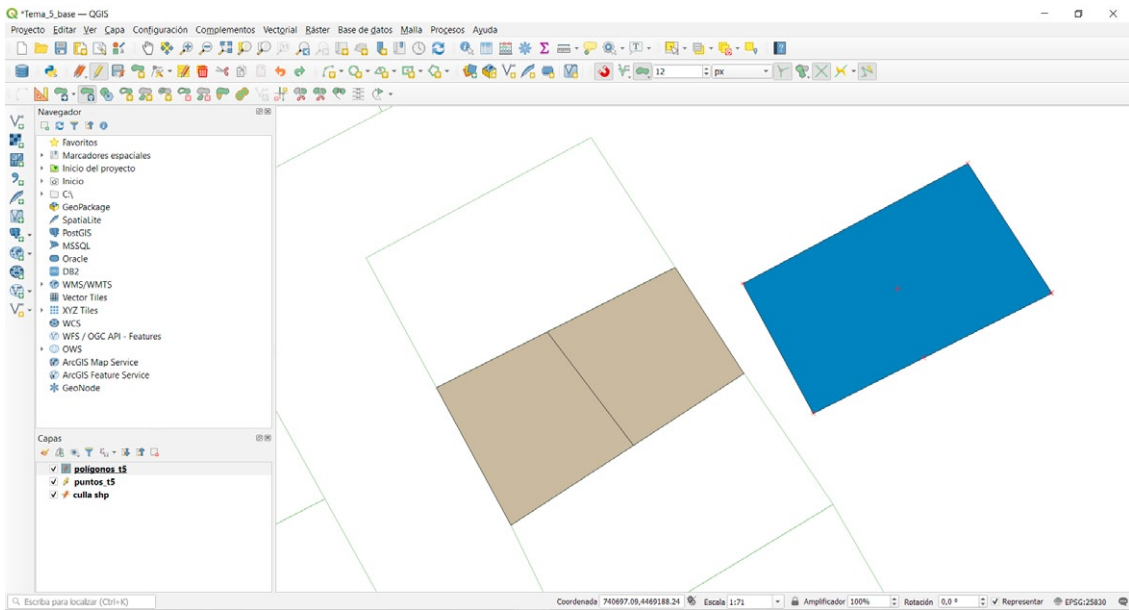 *Tema_5_base — QGIS
Proyecto Editar Ver Capa Configuración Complementos Vectorial Ráster Base de datos Malla Procesos Ayuda
12 px
Navegador
Favoritos
Marcadores espaciales
Inicio del proyecto
Inicio
C:\
GeoPackage
SpatiaLite
PostGIS
MSSQL
Oracle
DB2
WMS/WMTS
Vector Tiles
XYZ Tiles
WCS
WFS / OGC API - Features
OWS
ArcGIS Map Service
ArcGIS Feature Service
GeoNode
Capas
polígonos_t5
puntos_t5
culla shp
Escriba para localizar (Ctrl+K) Coordenada 740697.09,4469188.24 Escala 1:71 Amplificador 100% Rotación 0,0 ° Representar EPSG:25830